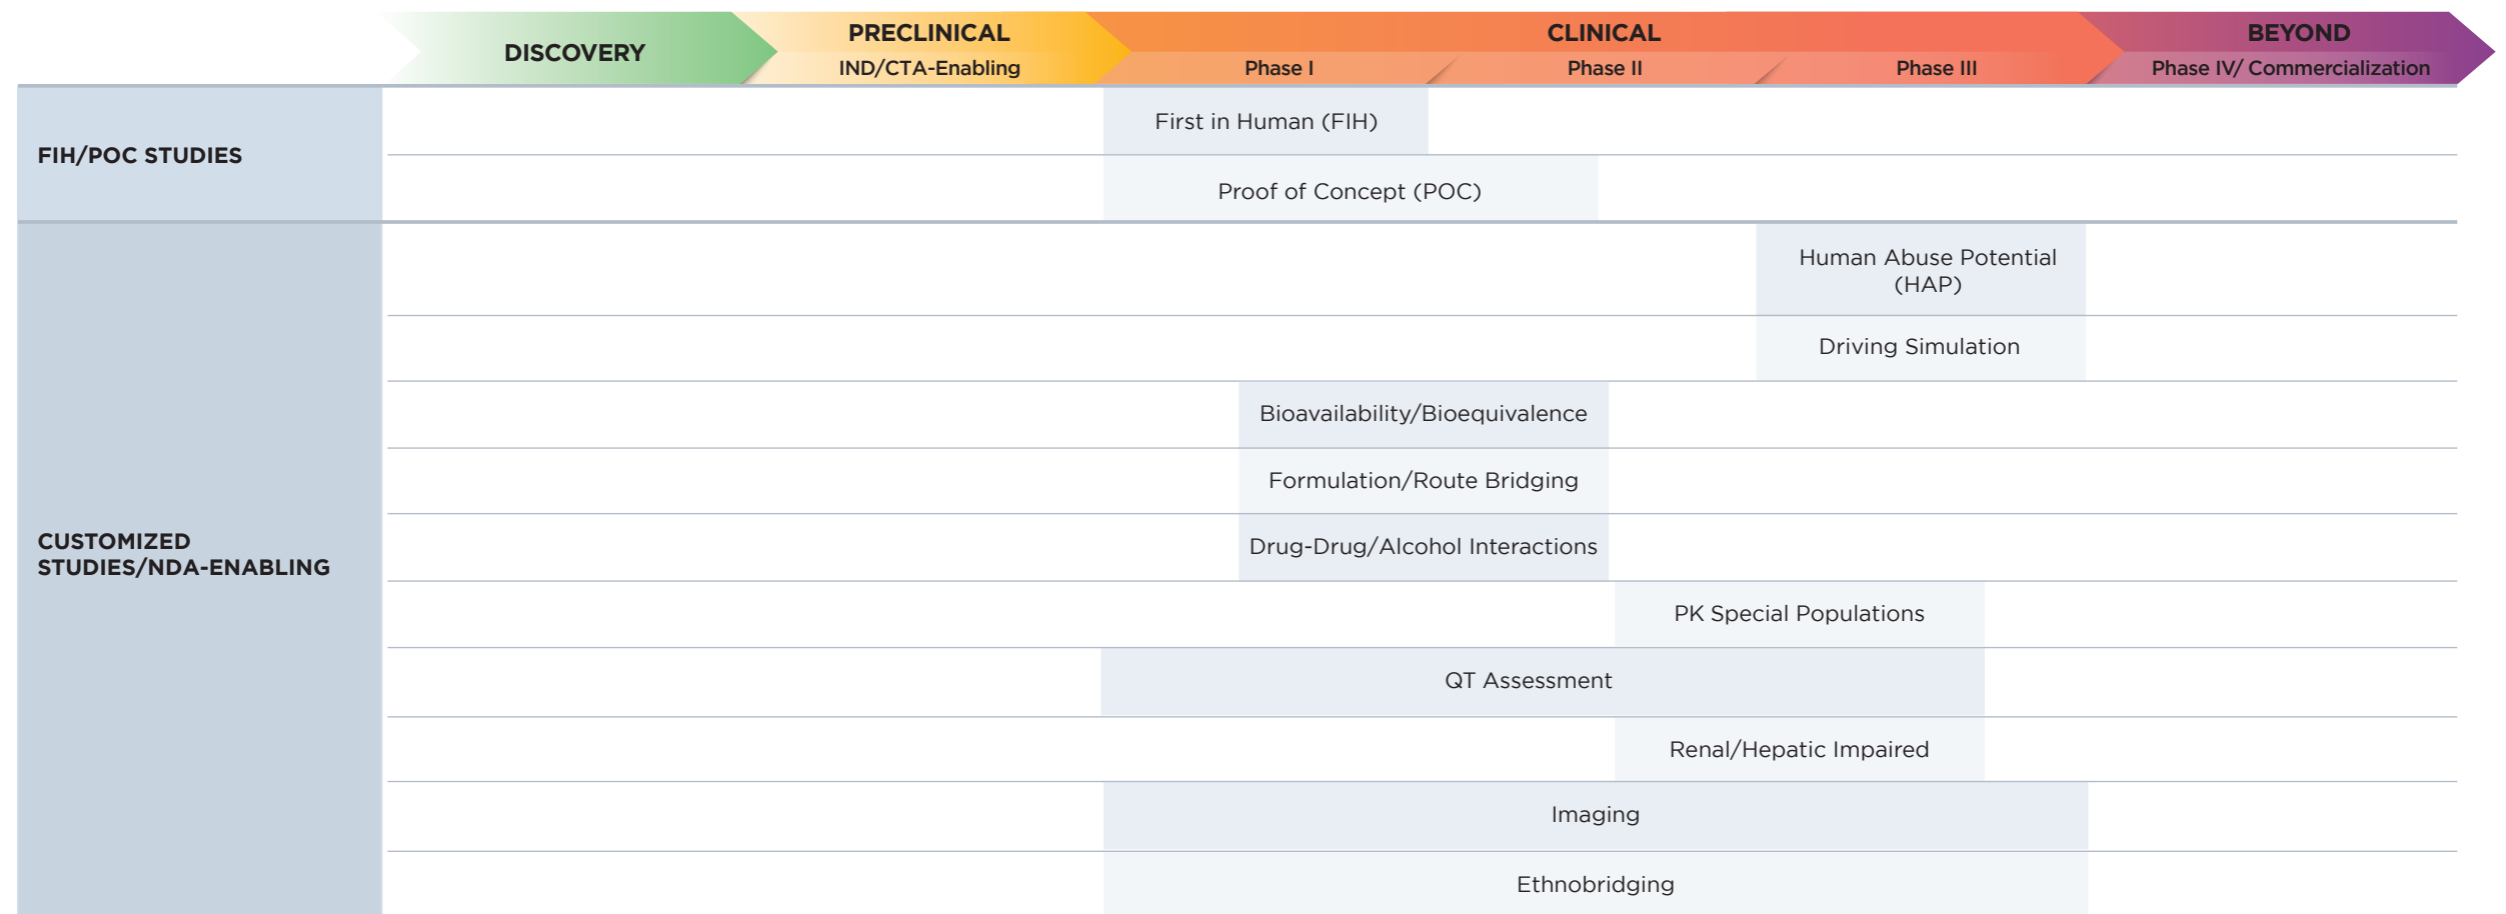 DISCOVERY
PRECLINICAL
IND/CTA-Enabling
CLINICAL
Phase I
Phase II
Phase III
BEYOND
Phase IV/ Commercialization
FIH/POC STUDIES
First in Human (FIH)
Proof of Concept (POC)
CUSTOMIZED
STUDIES/NDA-ENABLING
Human Abuse Potential
(HAP)
Driving Simulation
Bioavailability/Bioequivalence
Formulation/Route Bridging
Drug-Drug/Alcohol Interactions
PK Special Populations
QT Assessment
Renal/Hepatic Impaired
Imaging
Ethnobridging